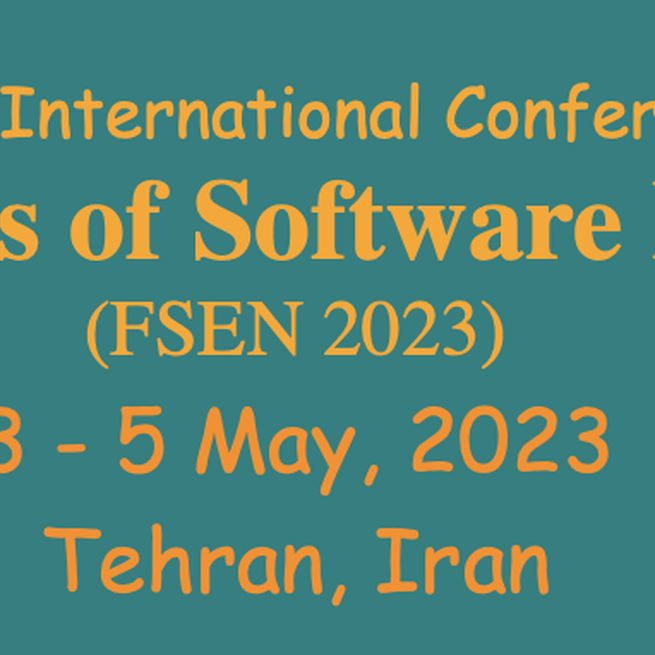 International Confer
s of Software
(FSEN 2023)
3 - 5 May, 2023
Tehran, Iran